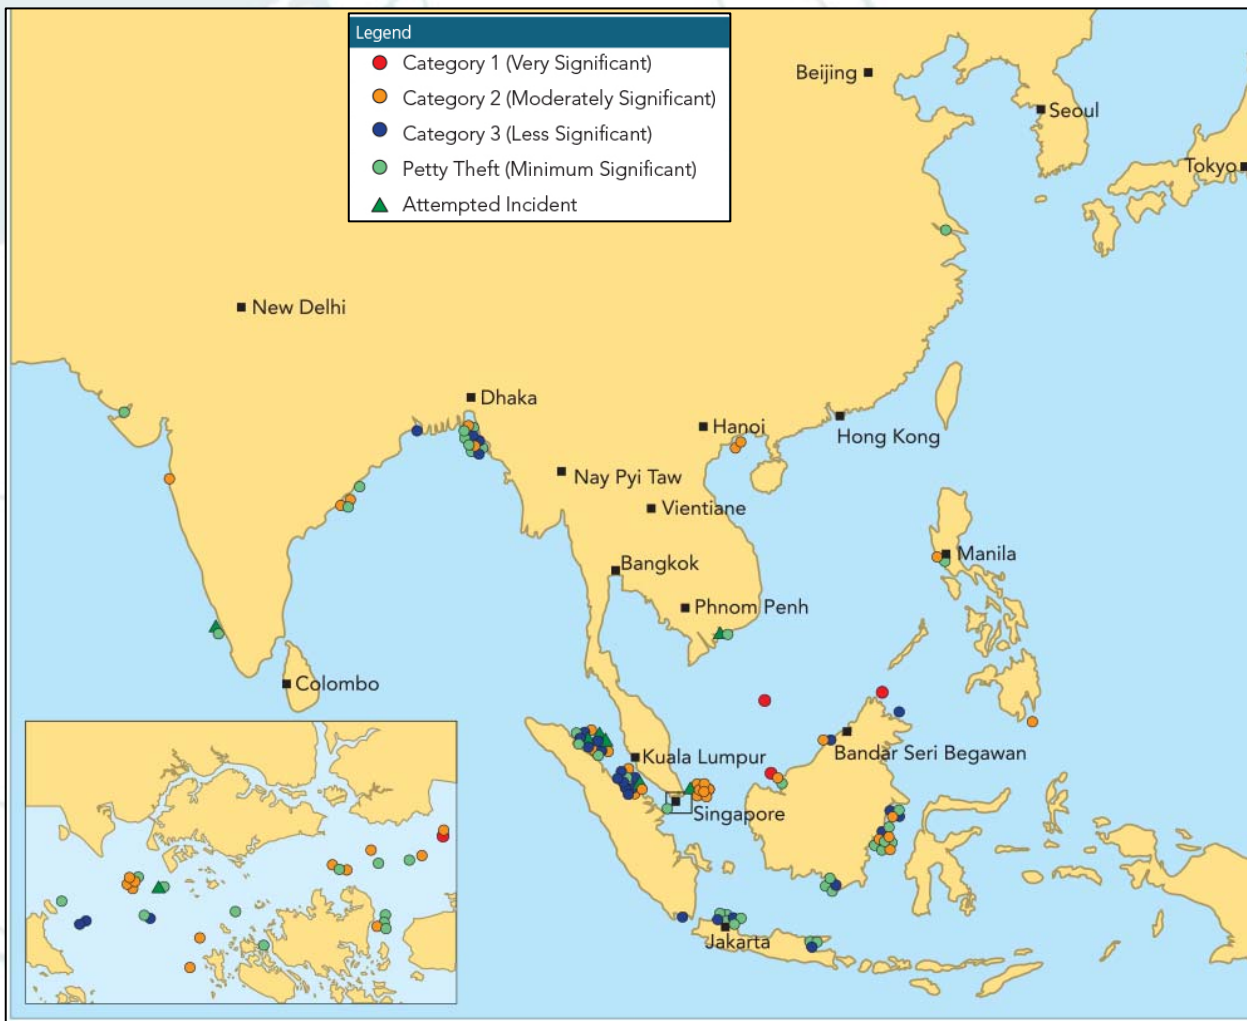 Legend
Category 1 (Very Significant)
Category 2 (Moderately Significant)
Category 3 (Less Significant)
Petty Theft (Minimum Significant)
Attempted Incident
Beijing
Seoul
Tokyo
New Delhi
Dhaka
Hanoi
Hong Kong
Nay Pyi Taw
Vientiane
Bangkok
Manila
Phnom Penh
Colombo
Kuala Lumpur
Bandar Seri Begawan
Singapore
Jakarta